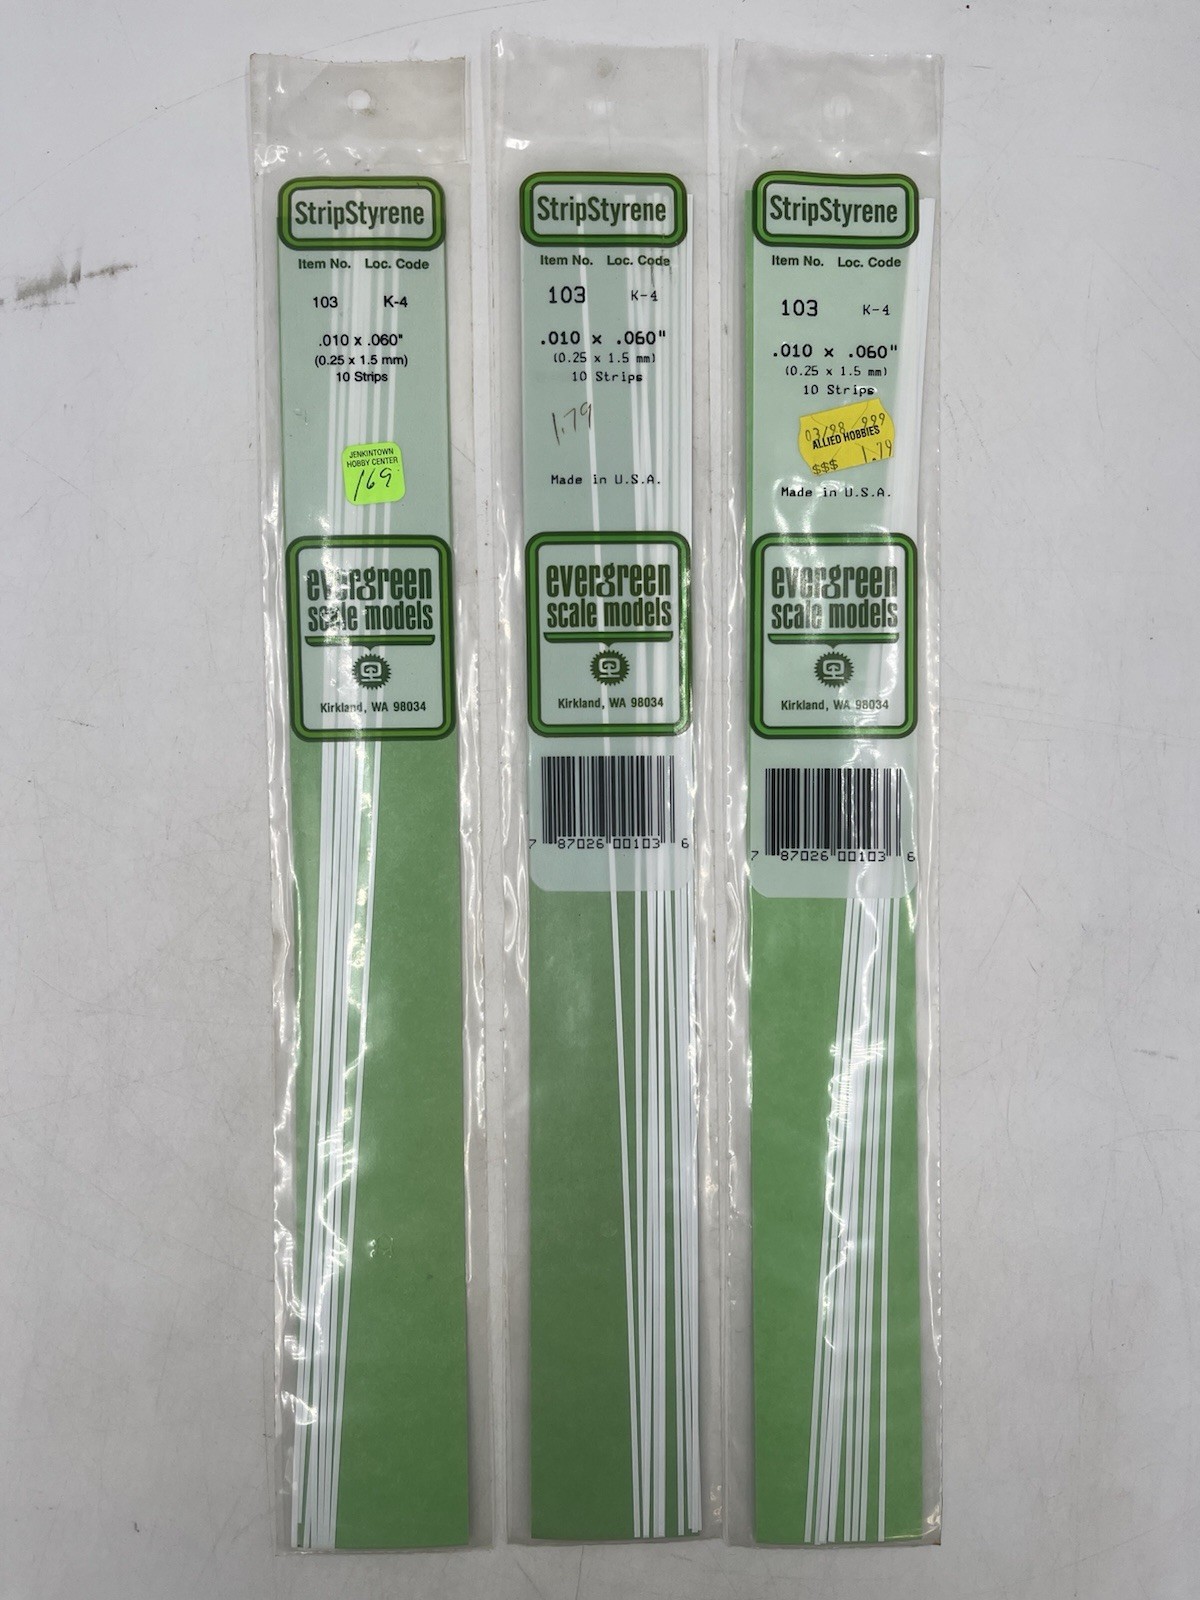 StripStyrene
Item No. Loc. Code
103 K-4
.010 x .060"
(0.25 x 1.5 mm)
10 Strips
JENKINTOWN
HOBBY CENTER
169
evergreen
scale models
Kirkland, WA 98034
StripStyrene
Item No. Loc. Code
103 K-4
.010 x .060"
(0.25 x 1.5 mm)
10 Strips
1.79
Made in U.S.A.
evergreen
scale models
Kirkland, WA 98034
7 87026 00103 6
StripStyrene
Item No. Loc. Code
103 K-4
.010 x .060"
(0.25 x 1.5 mm)
10 Strips
03/98 999
ALLIED HOBBIES
$$$ 1.79
Made in U.S.A.
evergreen
scale models
Kirkland, WA 98034
7 87026 00103 6